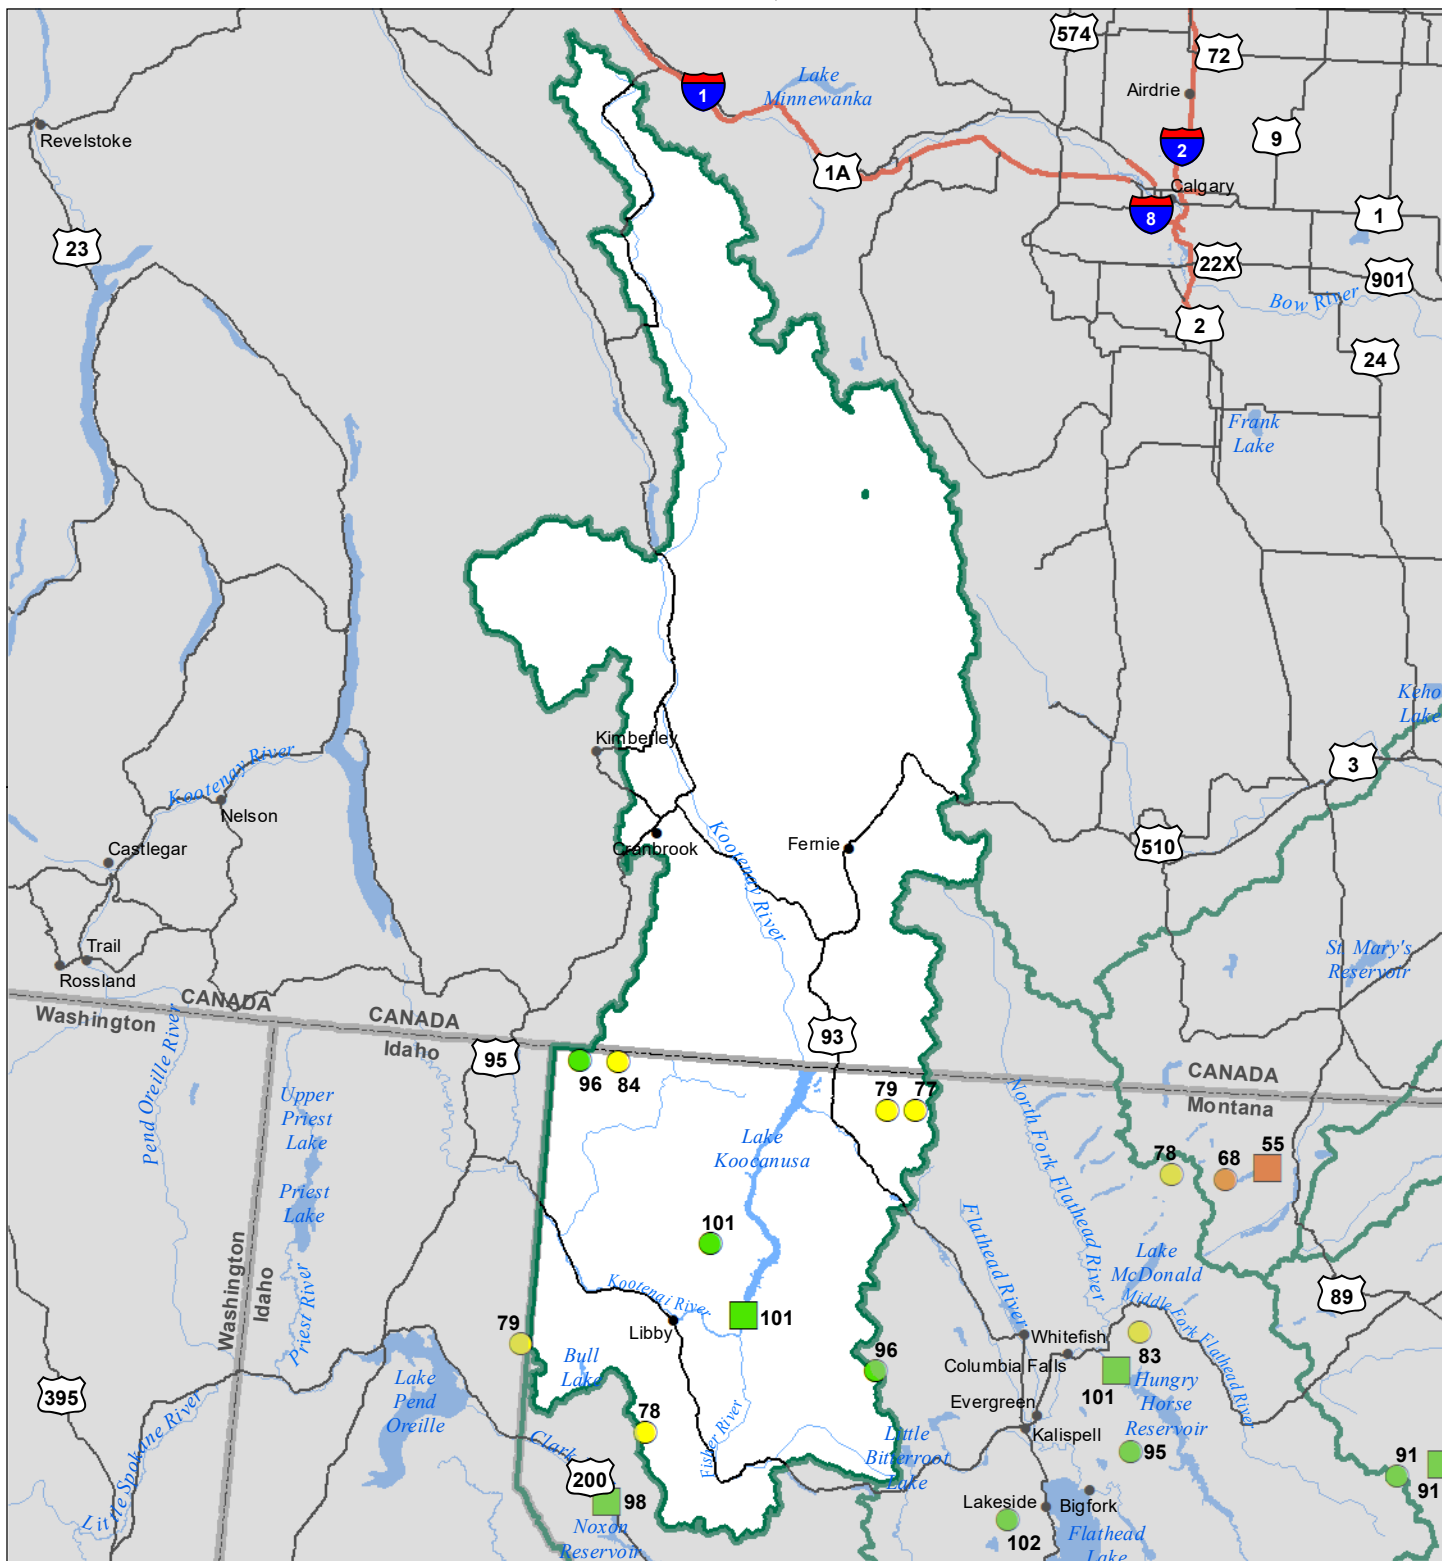 574
72
1
Lake
Minnewanka
Airdrie
Revelstoke
9
2
1A
Calgary
8
1
23
22X
901
Bow River
2
24
Frank
Lake
Keho
Lake
Kimberley
3
Kootenay River
Nelson
Castlegar
Cranbrook
Kootenay River
Fernie
510
Trail
Rossland
St. Mary's
Reservoir
CANADA
Washington
CANADA
Idaho
95
93
CANADA
Montana
96
84
79
77
Pend Oreille River
Upper
Priest
Lake
Priest
Lake
Lake
Koocanusa
North Fork Flathead River
78
68
55
Washington
Idaho
Priest River
101
Flathead River
Lake
McDonald
Middle Fork Flathead River
89
Kootenai River
101
Libby
79
Bull
Lake
96
Whitefish
Columbia Falls
83
101
Hungry
Horse
Reservoir
Evergreen
Kalispell
95
395
Lake
Pend
Oreille
Little Spokane River
78
Clark
Fisher River
Little
Bitterroot
Lake
200
98
Noxon
Reservoir
91
91
Lakeside
Bigfork
102
Flathead
Lake